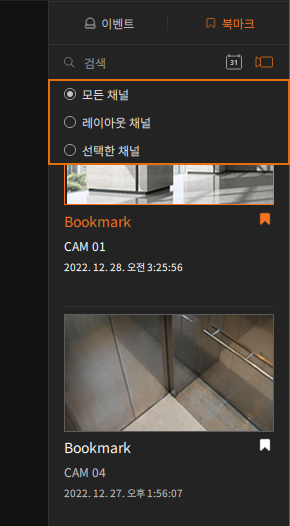 이벤트 북마크
검색 31
모든 채널
레이아웃 채널
선택한 채널
Bookmark
CAM 01
2022. 12. 28. 오전 3:25:56
Bookmark
CAM 04
2022. 12. 27. 오후 1:56:07